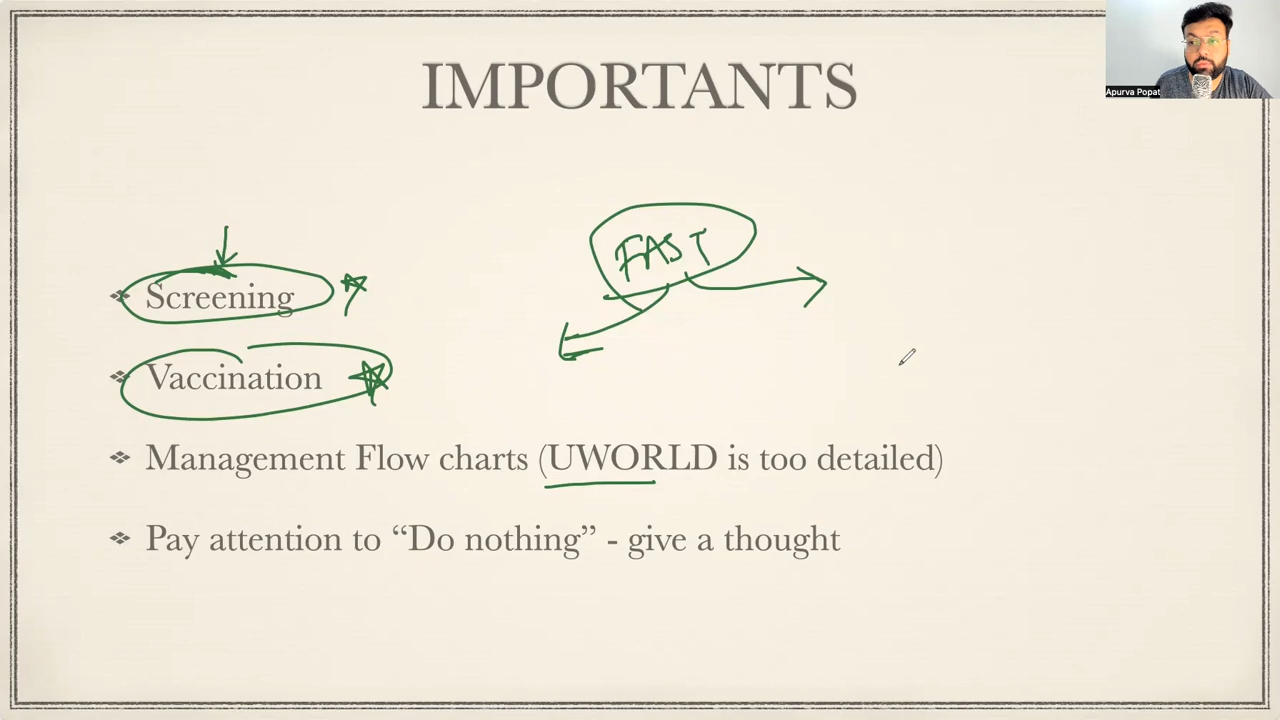 IMPORTANTS
Apurva Popat
FAST
Screening
Vaccination
Management Flow charts (UWORLD is too detailed)
Pay attention to “Do nothing” - give a thought